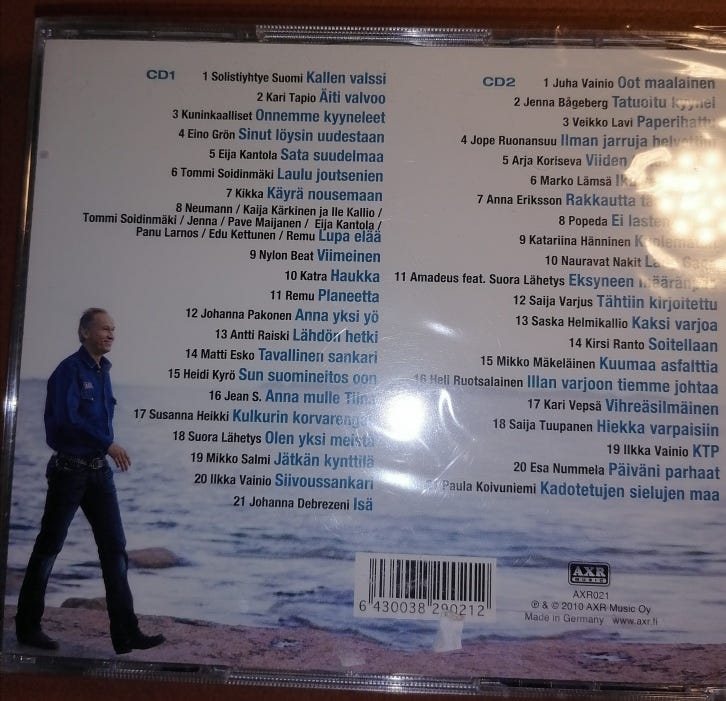 CD1
1 Solistiyhtye Suomi Kallen valssi
2 Kari Tapio Äiti valvoo
3 Kuninkaalliset Onnemme kyyneleet
4 Eino Grön Sinut löysin uudestaan
5 Eija Kantola Sata suudelmaa
6 Tommi Soidinmäki Laulu joutsenien
7 Kikka Käyrä nousemaan
8 Neumann / Kaija Kärkinen ja Ile Kallio /
Tommi Soidinmäki / Jenna / Pave Maijanen / Eija Kantola /
Panu Larnos / Edu Kettunen / Remu Lupa elää
9 Nylon Beat Viimeinen
10 Katra Haukka
11 Remu Planeetta
12 Johanna Pakonen Anna yksi yö
13 Antti Raiski Lähdön hetki
14 Matti Esko Tavallinen sankari
15 Heidi Kyrö Sun suomineitos oon
16 Jean S. Anna mulle Tiina
17 Susanna Heikki Kulkurin
18 Suora Lähetys Olen yksi meistä
19 Mikko Salmi Jätkän kynttilä
20 Ilkka Vainio Siivoussankari
21 Johanna Debrezeni Isä
CD2
1 Juha Vainio Oot maalainen
2 Jenna Bågeberg Tatuoitu kyynel
3 Veikko Lavi
4 Jope Ruonansuu Ilman jarruja
5 Arja Koriseva Viiden
6 Marko Lämsä
7 Anna Eriksson Rakkautta
8 Popeda Ei lasten
9 Katariina Hänninen
10 Nauravat Nakit
11 Amadeus feat. Suora Lähetys Eksyneen
12 Saija Varjus Tähtiin kirjoitettu
13 Saska Helmikallio Kaksi varjoa
14 Kirsi Ranto Soitellaan
15 Mikko Mäkeläinen Kuumaa asfalttia
16 Heli Ruotsalainen Illan varjoon tiemme johtaa
17 Kari Vepsä Vihreäsilmäinen
18 Saija Tuupanen Hiekka varpaisiin
19 Ilkka Vainio KTP
20 Esa Nummela Päiväni parhaat
Paula Koivuniemi Kadotetujen sielujen maa
6 430038 290212
AXR
MUSIC
AXR021
℗ & © 2010 AXR Music Oy
Made in Germany www.axr.fi